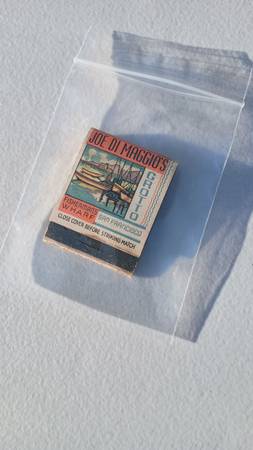 JOE DI MAGGIO'S
GROTTO
FISHERMAN'S
WHARF
SAN FRANCISCO
CLOSE COVER BEFORE STRIKING MATCH